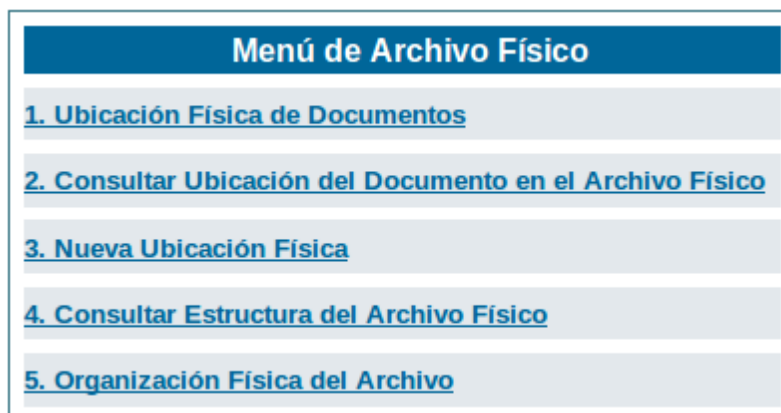 Menú de Archivo Físico
1. Ubicación Física de Documentos
2. Consultar Ubicación del Documento en el Archivo Físico
3. Nueva Ubicación Física
4. Consultar Estructura del Archivo Físico
5. Organización Física del Archivo